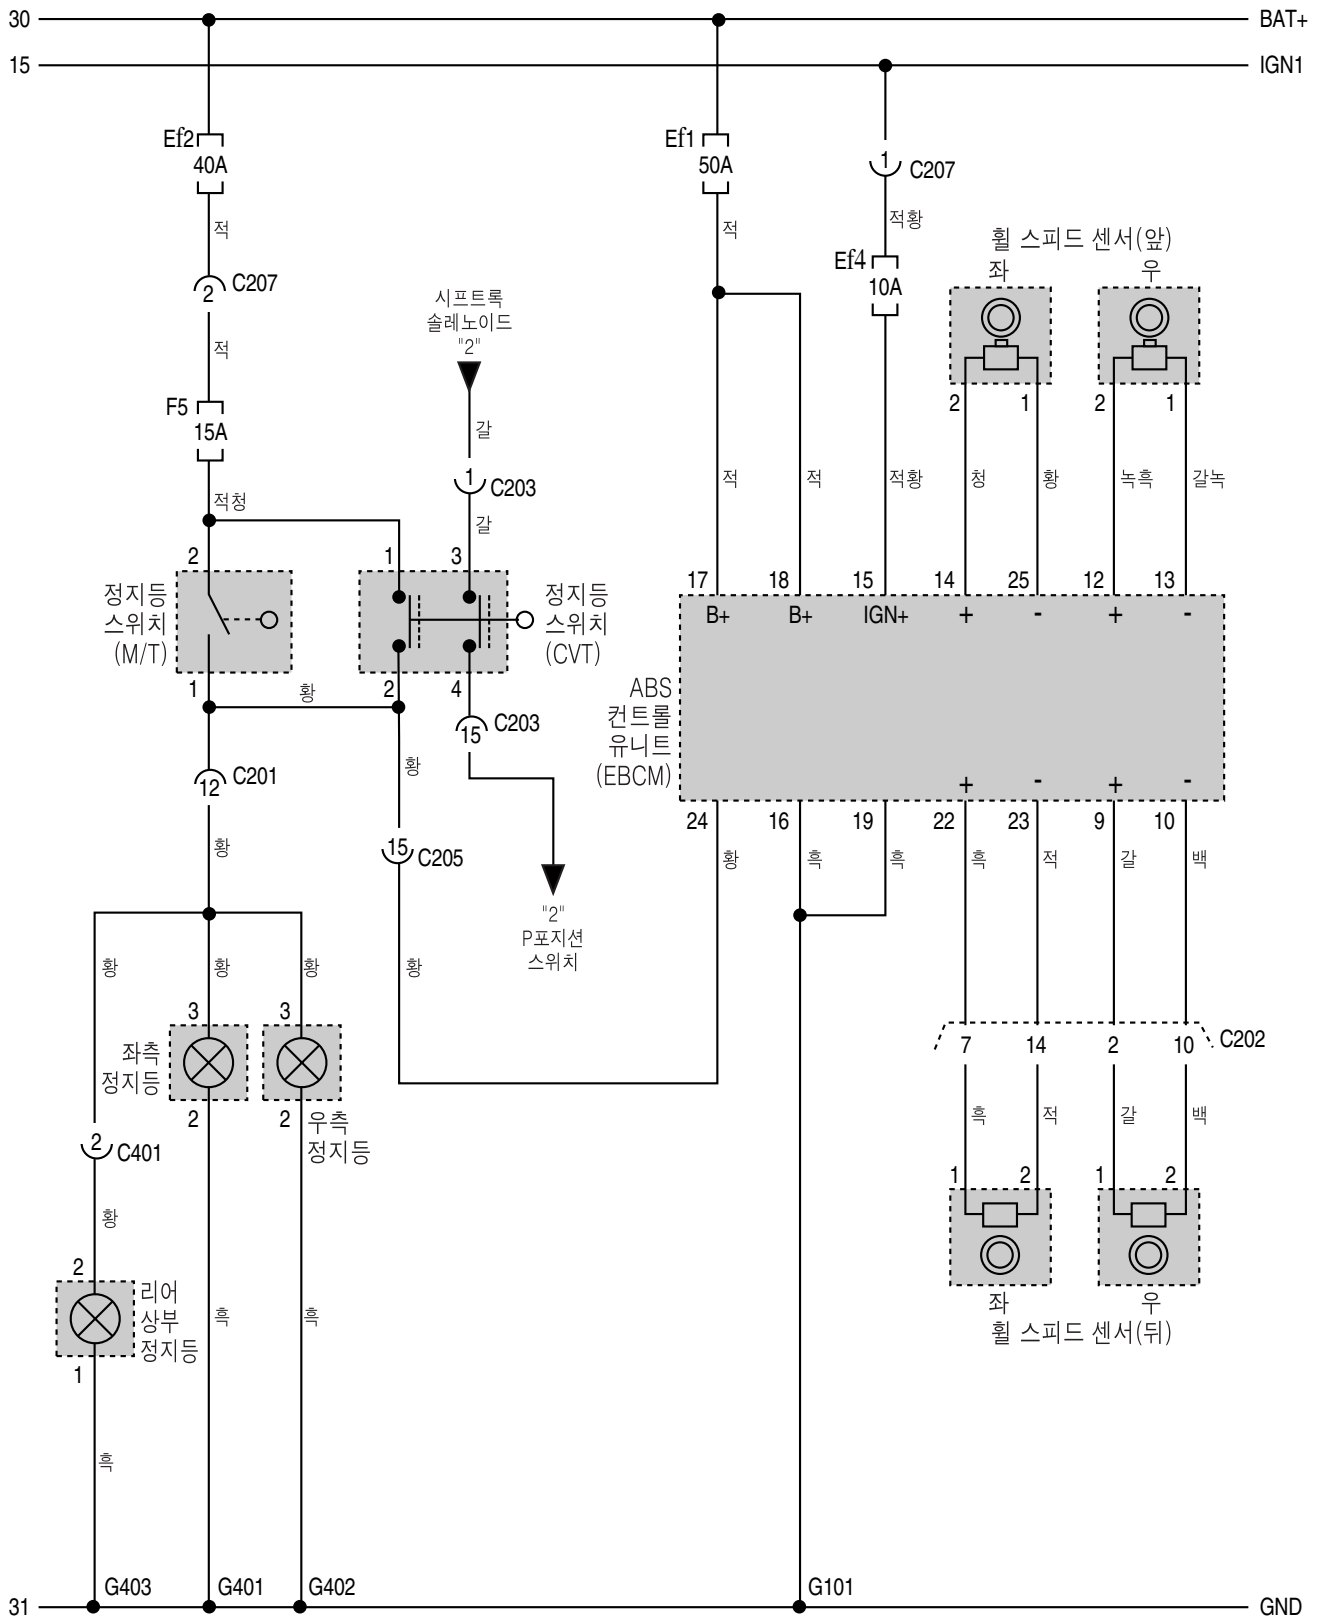 30 BAT+
15 IGN1
Ef2
40A
적
2 C207
적
F5
15A
적청
Ef1
50A
적
1 C207
적황
Ef4
10A
시프트록
솔레노이드
"2"
갈
1 C203
갈
휠 스피드 센서(앞)
좌 우
2 1 2 1
적 적 적황 청 황 녹흑 갈녹
2 1 3
정지등
스위치
(M/T)
정지등
스위치
(CVT)
1 황 2 4
17 18 15 14 25 12 13
B+ B+ IGN+ + - + -
ABS
컨트롤
유니트
(EBCM)
+ - + -
24 16 19 22 23 9 10
황 흑 흑 흑 적 갈 백
15 C203
12 C201
황
황
15 C205
"2"
P포지션
스위치
황 황 황 황
3 3
좌측
정지등
2 2
우측
정지등
2 C401
황
2
리어
상부
정지등
1
흑 흑
흑
7 14 2 10 C202
흑 적 갈 백
1 2 1 2
좌 우
휠 스피드 센서(뒤)
G403 G401 G402 G101
31 GND